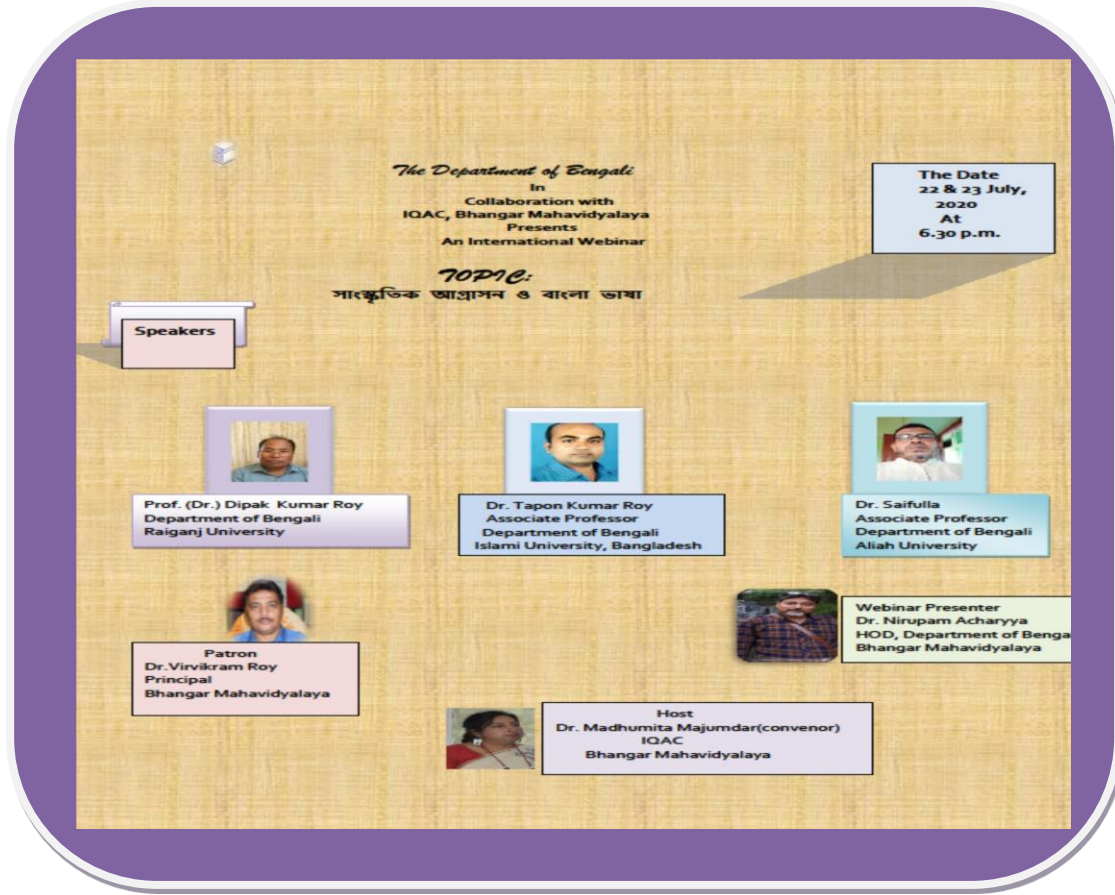 The Department of Bengali
In
Collaboration with
IQAC, Bhangar Mahavidyalaya
Presents
An International Webinar
The Date
22 & 23 July,
2020
At
6.30 p.m.
TOPIC:
সাংস্কৃতিক আগ্রাসন ও বাংলা ভাষা
Speakers
Prof. (Dr.) Dipak Kumar Roy
Department of Bengali
Raiganj University
Dr. Tapon Kumar Roy
Associate Professor
Department of Bengali
Islami University, Bangladesh
Dr. Saifulla
Associate Professor
Department of Bengali
Aliah University
Patron
Dr.Virvikram Roy
Principal
Bhangar Mahavidyalaya
Webinar Presenter
Dr. Nirupam Acharyya
HOD, Department of Benga
Bhangar Mahavidyalaya
Host
Dr. Madhumita Majumdar(convenor)
IQAC
Bhangar Mahavidyalaya